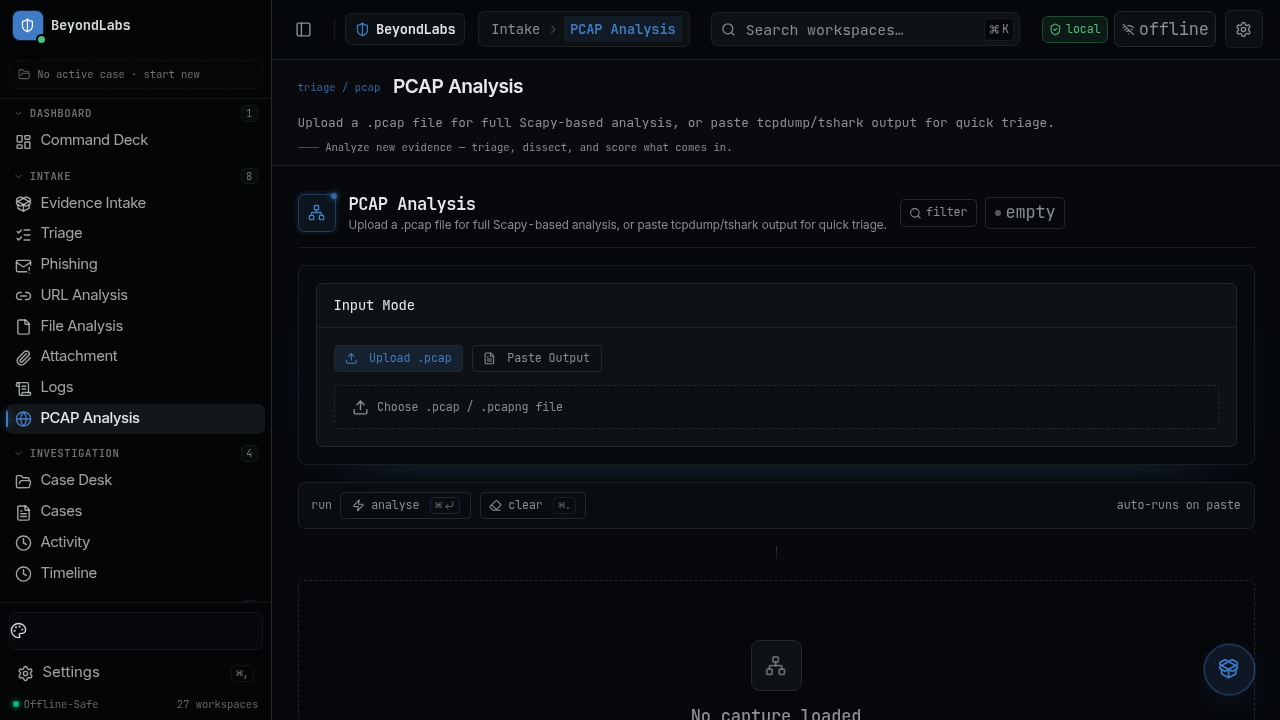 BeyondLabs
No active case · start new
DASHBOARD 1
Command Deck
INTAKE 8
Evidence Intake
Triage
Phishing
URL Analysis
File Analysis
Attachment
Logs
PCAP Analysis
INVESTIGATION 4
Case Desk
Cases
Activity
Timeline
Settings ⌘,
Offline-Safe 27 workspaces
BeyondLabs
Intake > PCAP Analysis
Search workspaces… ⌘K
local
offline
triage / pcap PCAP Analysis
Upload a .pcap file for full Scapy-based analysis, or paste tcpdump/tshark output for quick triage.
Analyze new evidence — triage, dissect, and score what comes in.
PCAP Analysis
Upload a .pcap file for full Scapy-based analysis, or paste tcpdump/tshark output for quick triage.
filter
empty
Input Mode
Upload .pcap
Paste Output
Choose .pcap / .pcapng file
run analyse ⌘↵ clear ⌘. auto-runs on paste
No capture loaded